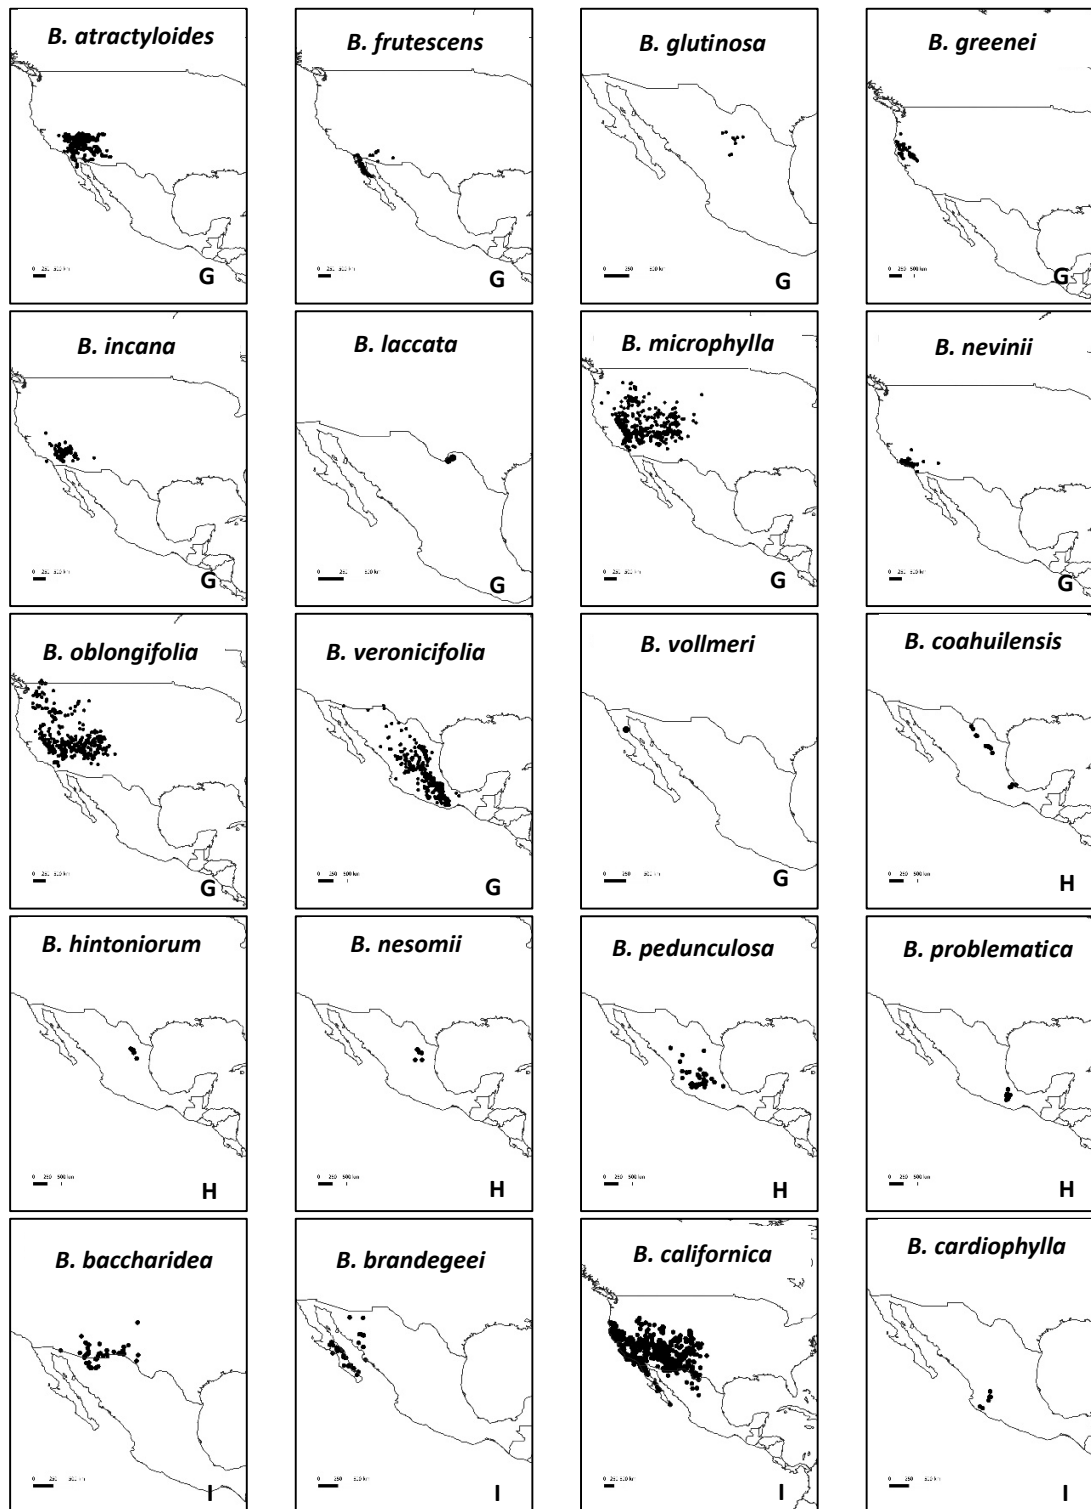 B. atractyloides
G
B. frutescens
G
B. glutinosa
G
B. greenei
G
B. incana
G
B. laccata
G
B. microphylla
G
B. nevinii
G
B. oblongifolia
G
B. veronicifolia
G
B. vollmeri
G
B. coahuilensis
H
B. hintoniorum
H
B. nesomii
H
B. pedunculosa
H
B. problematica
H
B. baccharidea
I
B. brandegeei
I
B. californica
I
B. cardiophylla
I